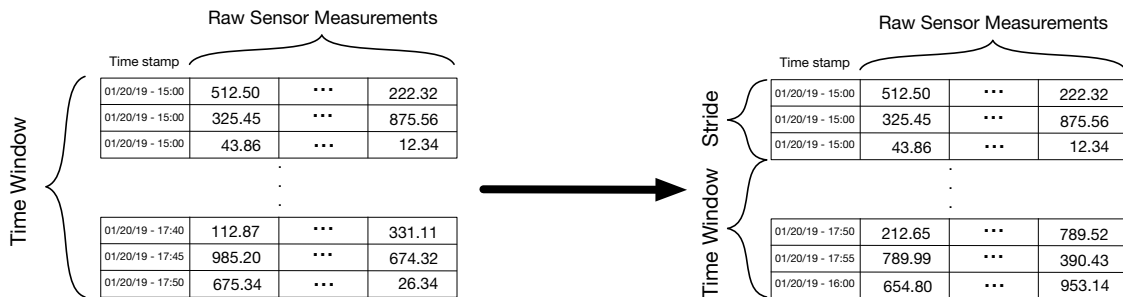 Raw Sensor Measurements
Time stamp
01/20/19 - 15:00 512.50 ... 222.32
01/20/19 - 15:00 325.45 ... 875.56
01/20/19 - 15:00 43.86 ... 12.34
.
.
.
01/20/19 - 17:40 112.87 ... 331.11
01/20/19 - 17:45 985.20 ... 674.32
01/20/19 - 17:50 675.34 ... 26.34
Time Window
Raw Sensor Measurements
Time stamp
01/20/19 - 15:00 512.50 ... 222.32
01/20/19 - 15:00 325.45 ... 875.56
01/20/19 - 15:00 43.86 ... 12.34
.
.
.
01/20/19 - 17:50 212.65 ... 789.52
01/20/19 - 17:55 789.99 ... 390.43
01/20/19 - 16:00 654.80 ... 953.14
Stride
Time Window